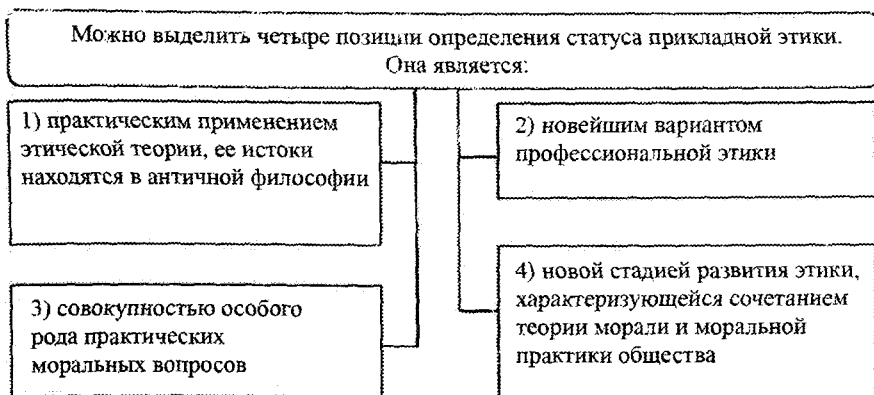 Можно выделить четыре позиции определения статуса прикладной этики.
Она является:
1) практическим применением
этической теории, ее истоки
находятся в античной философии
2) новейшим вариантом
профессиональной этики
3) совокупностью особого
рода практических
моральных вопросов
4) новой стадией развития этики,
характеризующейся сочетанием
теории морали и моральной
практики общества